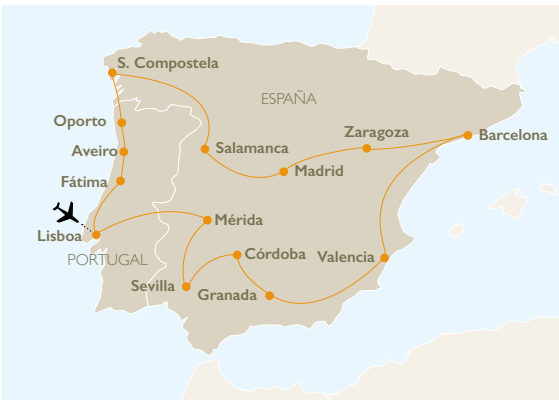 S. Compostela
ESPAÑA
Oporto
Zaragoza
Barcelona
Aveiro
Salamanca
Madrid
Fátima
Lisboa
Mérida
PORTUGAL
Córdoba
Valencia
Sevilla
Granada